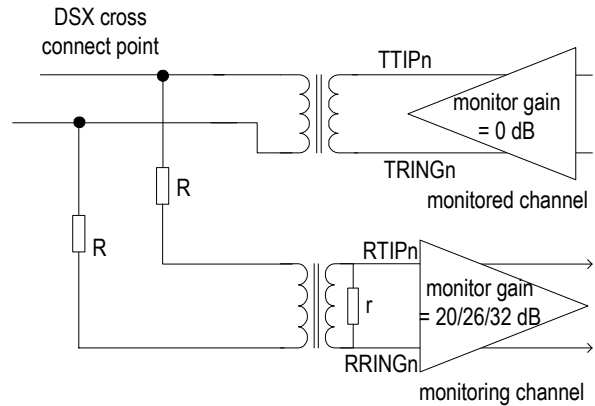 DSX cross
connect point
TTIPn
monitor gain
= 0 dB
TRINGn
monitored channel
R
R
RTIPn
monitor gain
= 20/26/32 dB
r
RRINGn
monitoring channel